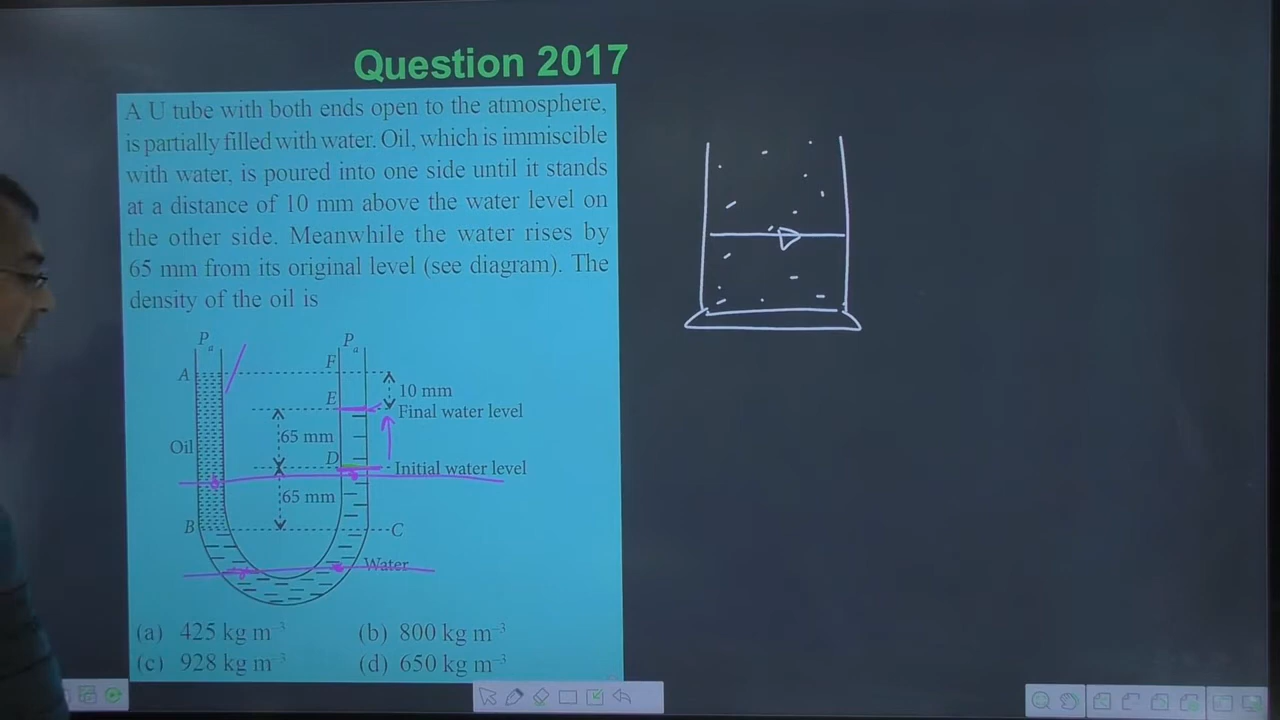 Question 2017
A U tube with both ends open to the atmosphere,
is partially filled with water. Oil, which is immiscible
with water, is poured into one side until it stands
at a distance of 10 mm above the water level on
the other side. Meanwhile the water rises by
65 mm from its original level (see diagram). The
density of the oil is
Pa Pa
A F
10 mm
E Final water level
65 mm
Oil
D Initial water level
65 mm
B C
Water
(a) 425 kg m⁻³ (b) 800 kg m⁻³
(c) 928 kg m⁻³ (d) 650 kg m⁻³